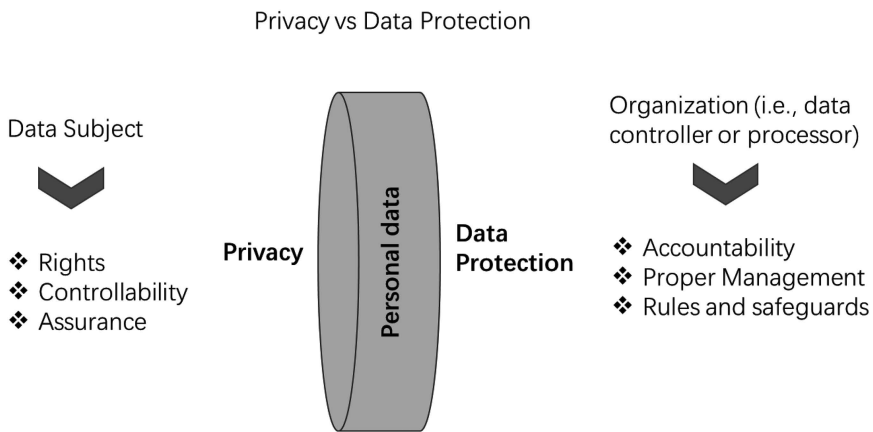 Privacy vs Data Protection
Data Subject
❖ Rights
❖ Controllability
❖ Assurance
Privacy
Personal data
Data
Protection
Organization (i.e., data
controller or processor)
❖ Accountability
❖ Proper Management
❖ Rules and safeguards